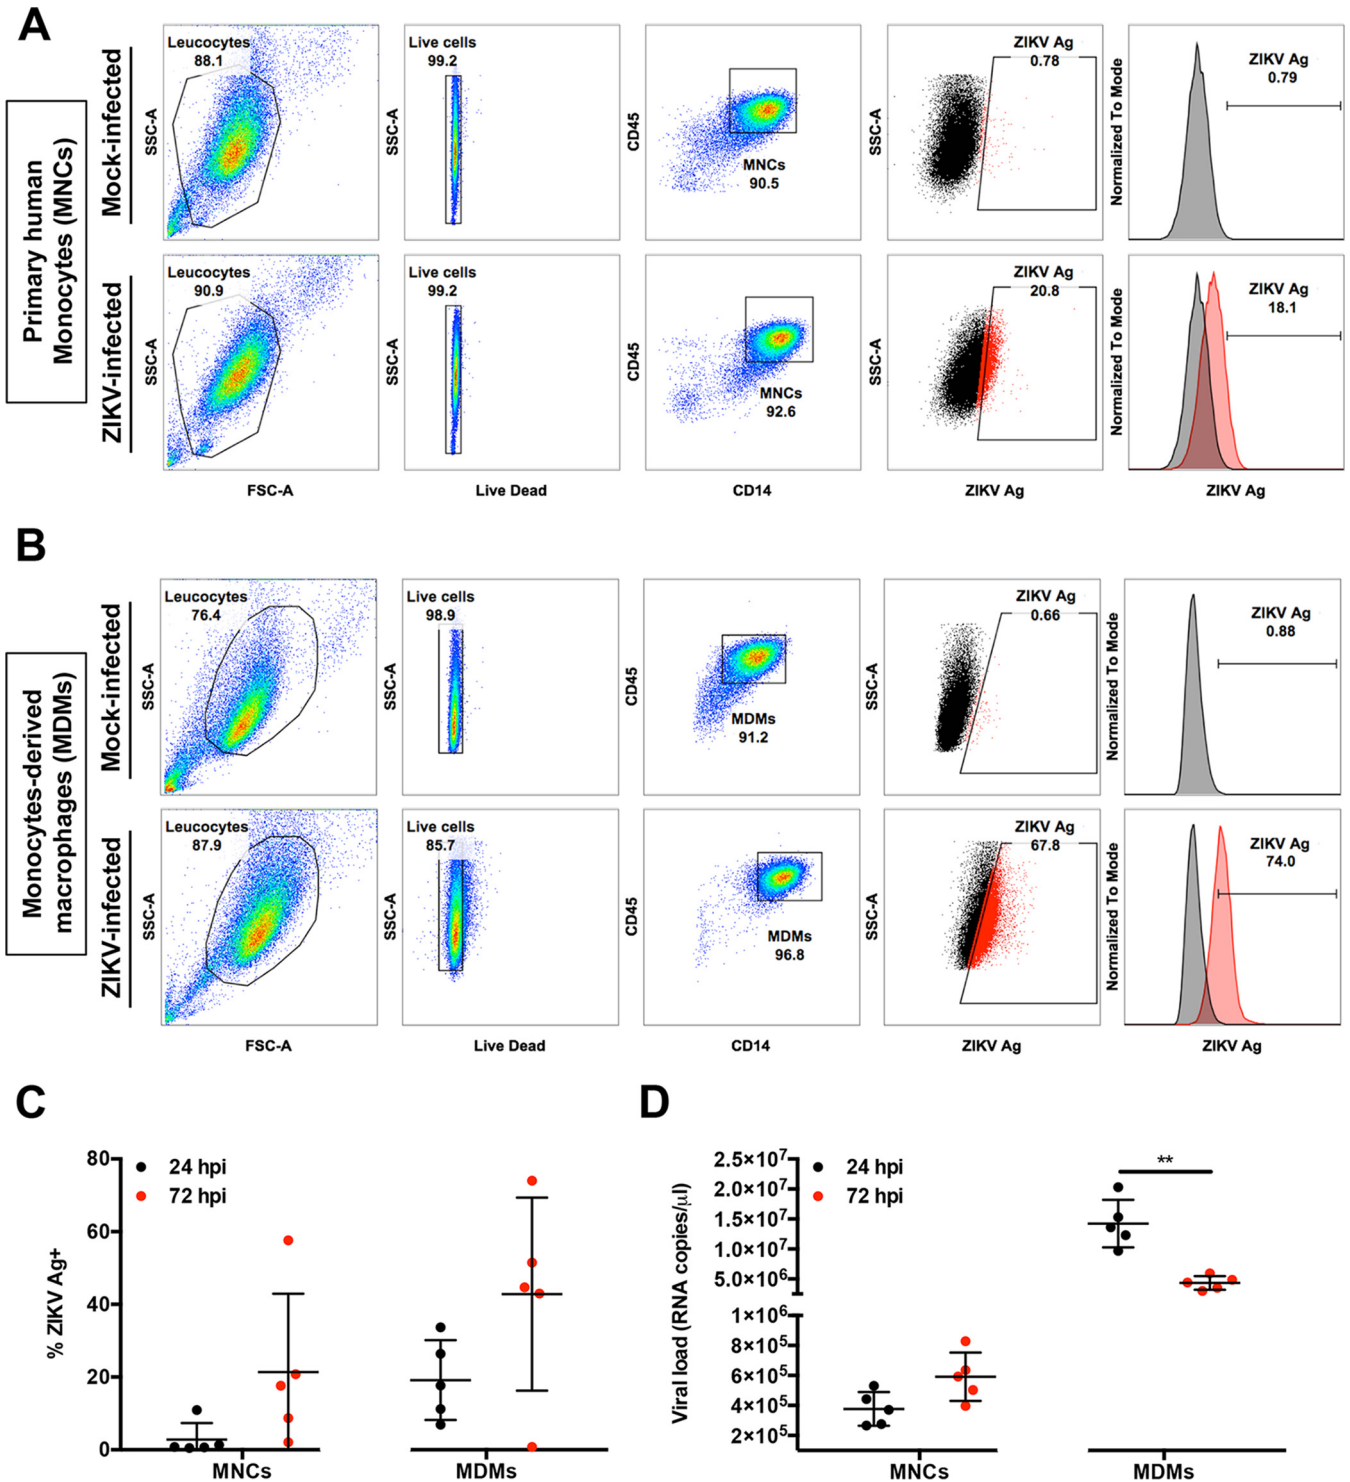 A
Primary human
Monocytes (MNCs)
Mock-infected
SSC-A
Leucocytes
88.1
SSC-A
Live cells
99.2
CD45
MNCs
90.5
SSC-A
ZIKV Ag
0.78
Normalized To Mode
ZIKV Ag
0.79
ZIKV-infected
SSC-A
Leucocytes
90.9
SSC-A
Live cells
99.2
CD45
MNCs
92.6
SSC-A
ZIKV Ag
20.8
Normalized To Mode
ZIKV Ag
18.1
FSC-A
Live Dead
CD14
ZIKV Ag
ZIKV Ag
B
Monocytes-derived
macrophages (MDMs)
Mock-infected
SSC-A
Leucocytes
76.4
SSC-A
Live cells
98.9
CD45
MDMs
91.2
SSC-A
ZIKV Ag
0.66
Normalized To Mode
ZIKV Ag
0.88
ZIKV-infected
SSC-A
Leucocytes
87.9
SSC-A
Live cells
85.7
CD45
MDMs
96.8
SSC-A
ZIKV Ag
67.8
Normalized To Mode
ZIKV Ag
74.0
FSC-A
Live Dead
CD14
ZIKV Ag
ZIKV Ag
C
% ZIKV Ag+
80
60
40
20
0
24 hpi
72 hpi
MNCs
MDMs
D
Viral load (RNA copies/µl)
2.5×10⁷
2.0×10⁷
1.5×10⁷
1.0×10⁷
5.0×10⁶
1×10⁶
8×10⁵
6×10⁵
4×10⁵
2×10⁵
24 hpi
72 hpi
**
MNCs
MDMs